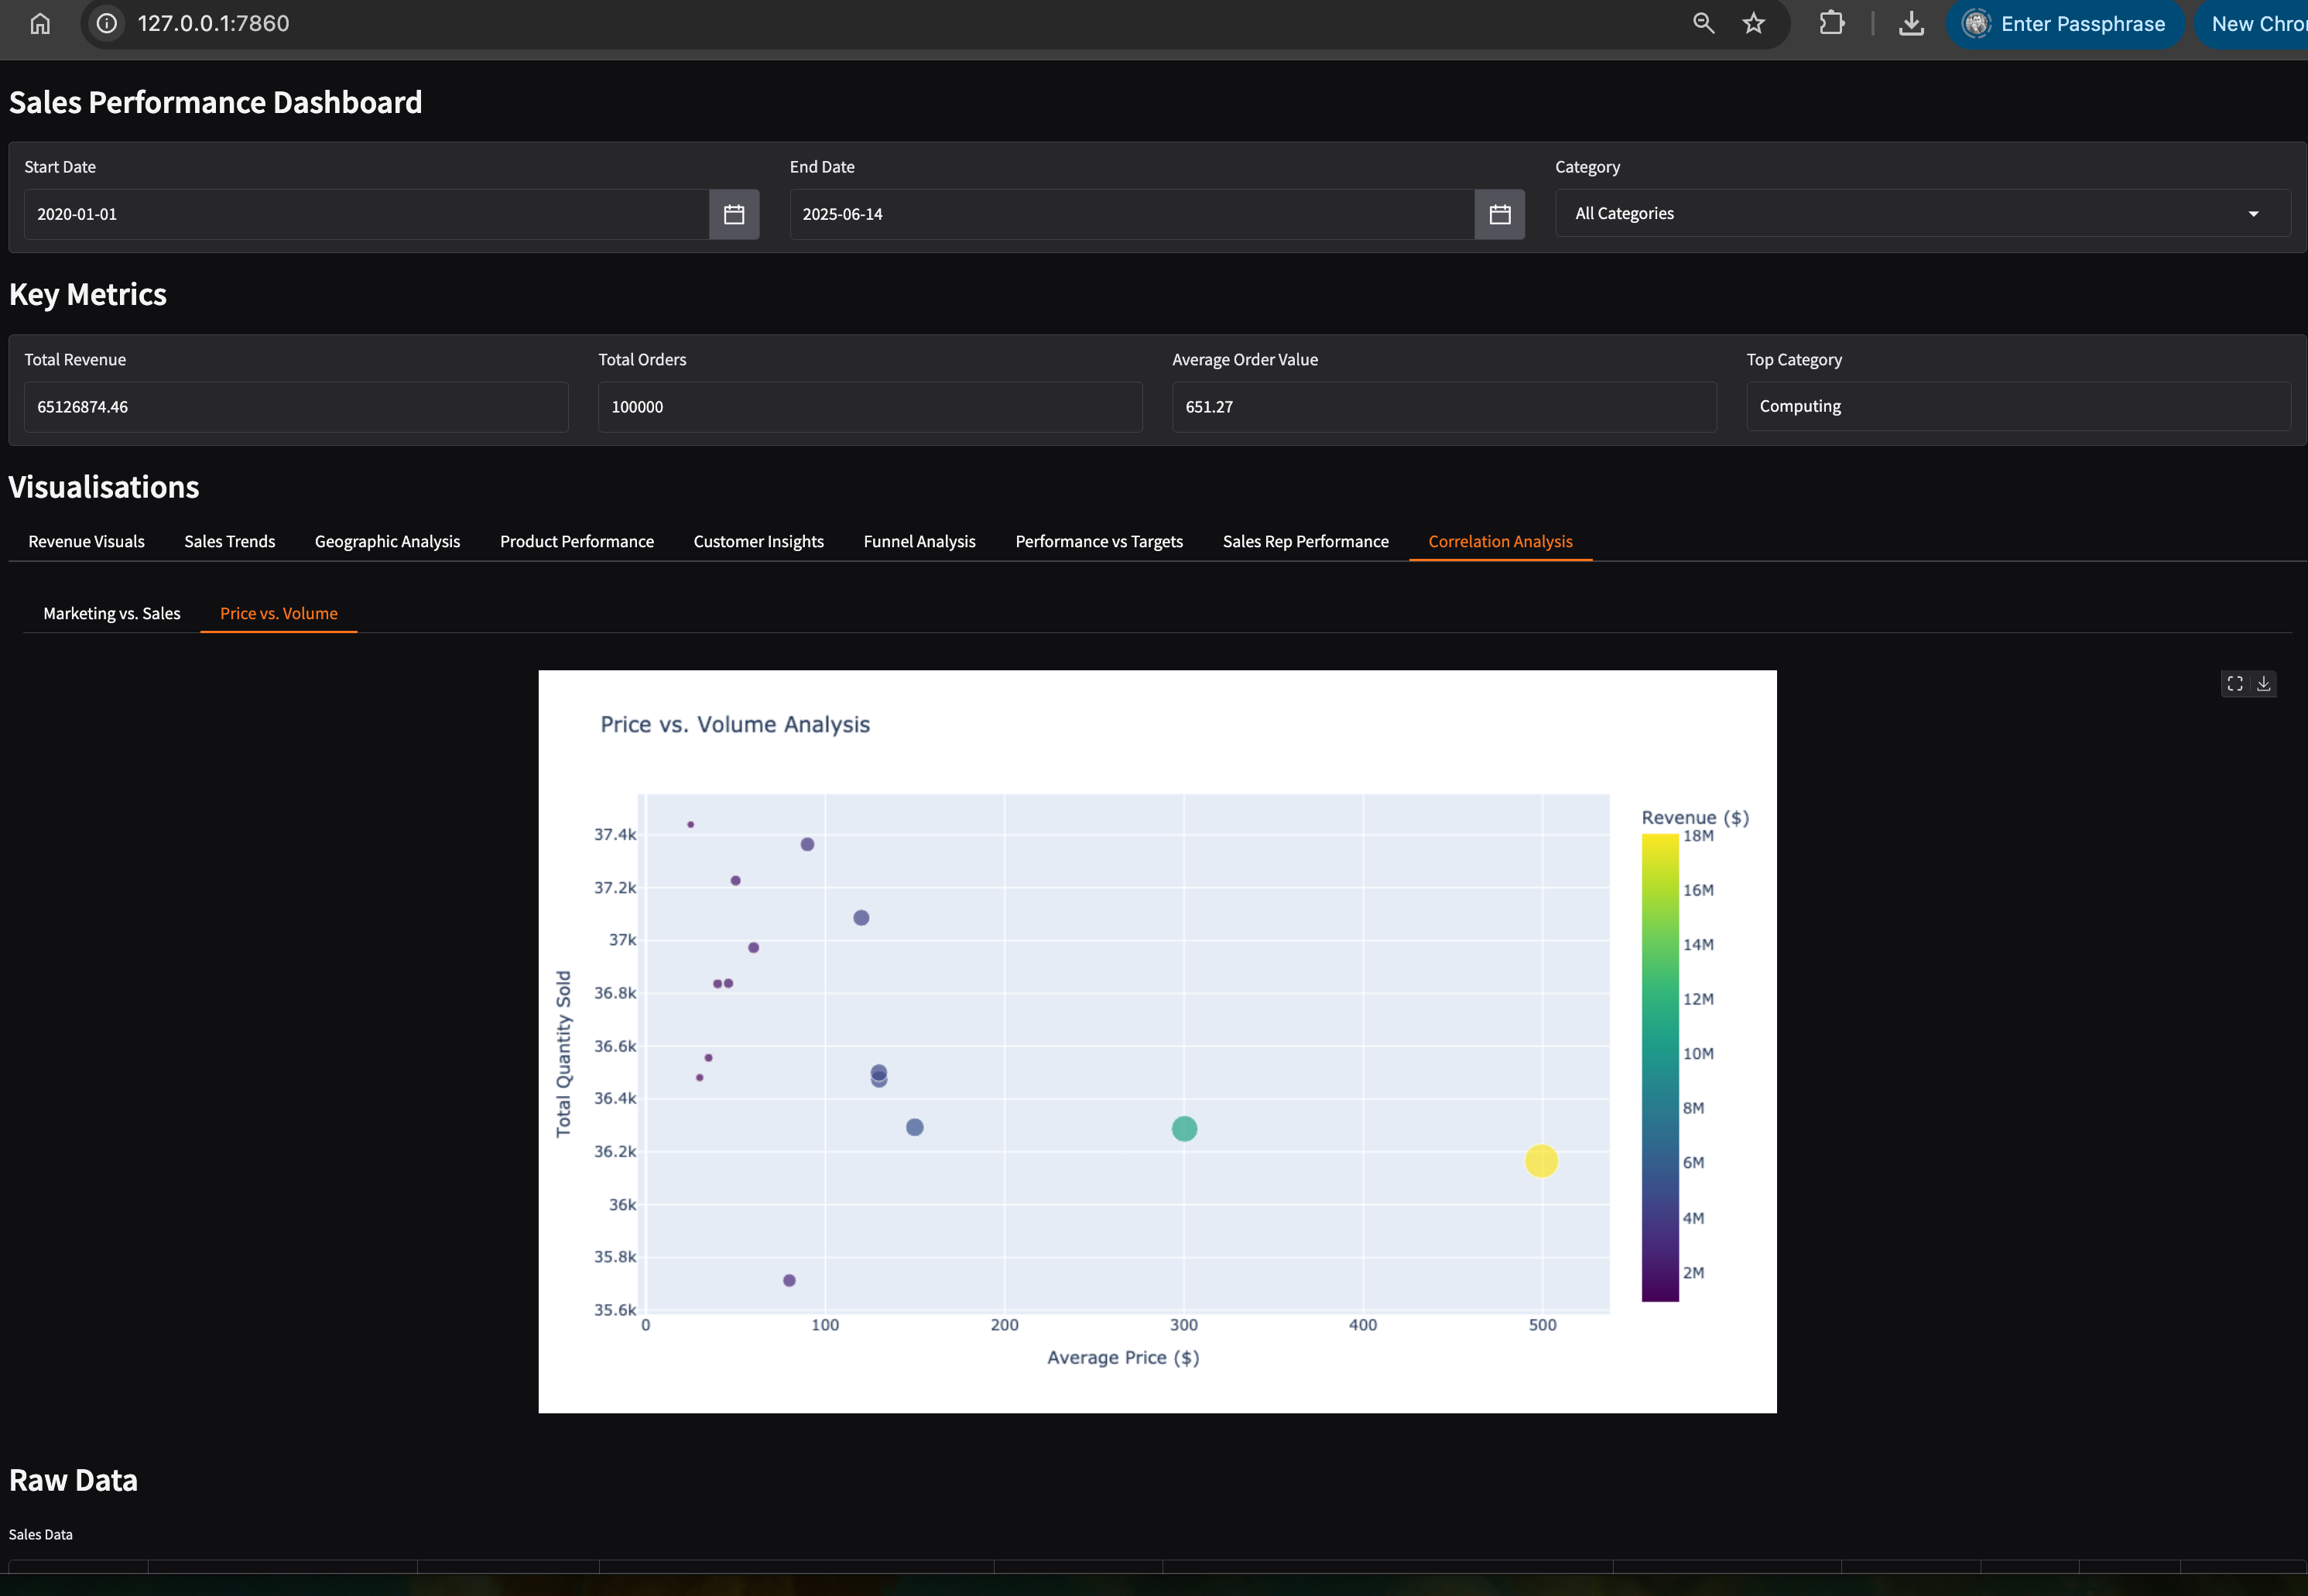 127.0.0.1:7860
Enter Passphrase
New Chro
Sales Performance Dashboard
Start Date
End Date
Category
2020-01-01
2025-06-14
All Categories
Key Metrics
Total Revenue
Total Orders
Average Order Value
Top Category
65126874.46
100000
651.27
Computing
Visualisations
Revenue Visuals
Sales Trends
Geographic Analysis
Product Performance
Customer Insights
Funnel Analysis
Performance vs Targets
Sales Rep Performance
Correlation Analysis
Marketing vs. Sales
Price vs. Volume
Price vs. Volume Analysis
Revenue ($)
18M
16M
14M
12M
10M
8M
6M
4M
2M
Total Quantity Sold
37.4k
37.2k
37k
36.8k
36.6k
36.4k
36.2k
36k
35.8k
35.6k
0
100
200
300
400
500
Average Price ($)
Raw Data
Sales Data